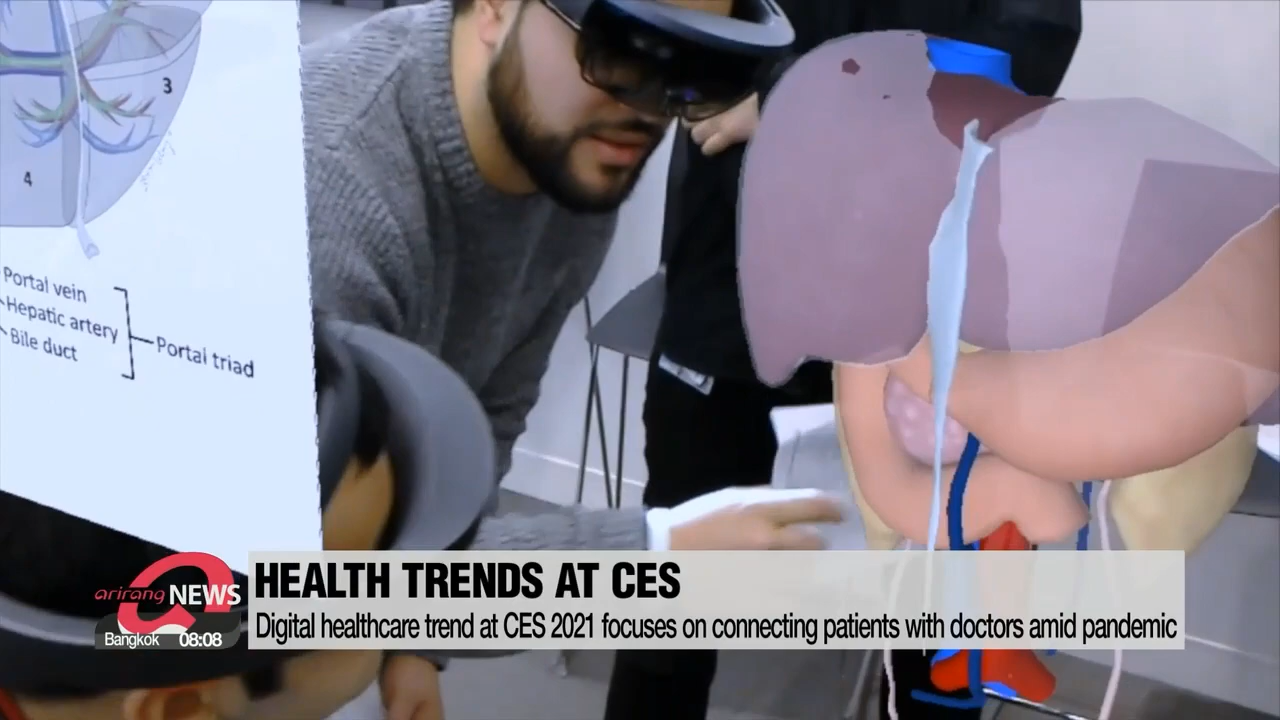 3
4
Portal vein
Hepatic artery
Bile duct
Portal triad
arirang NEWS
Bangkok 08:08
HEALTH TRENDS AT CES
Digital healthcare trend at CES 2021 focuses on connecting patients with doctors amid pandemic